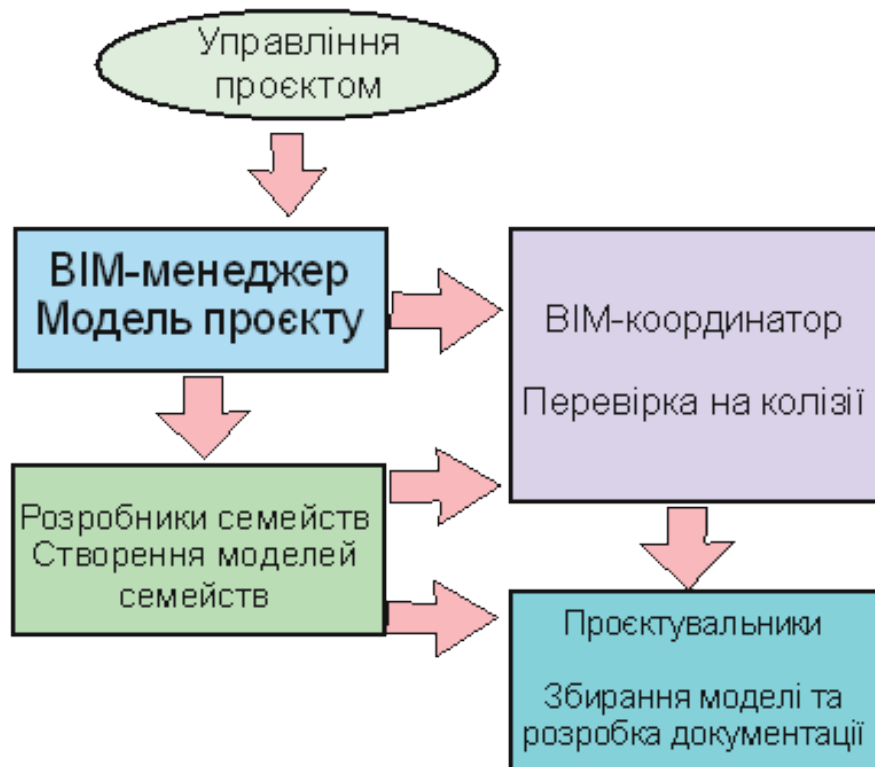 Управління
проєктом
BIM-менеджер
Модель проєкту
BIM-координатор
Перевірка на колізії
Розробники семейств
Створення моделей
семейств
Проєктувальники
Збирання моделі та
розробка документації